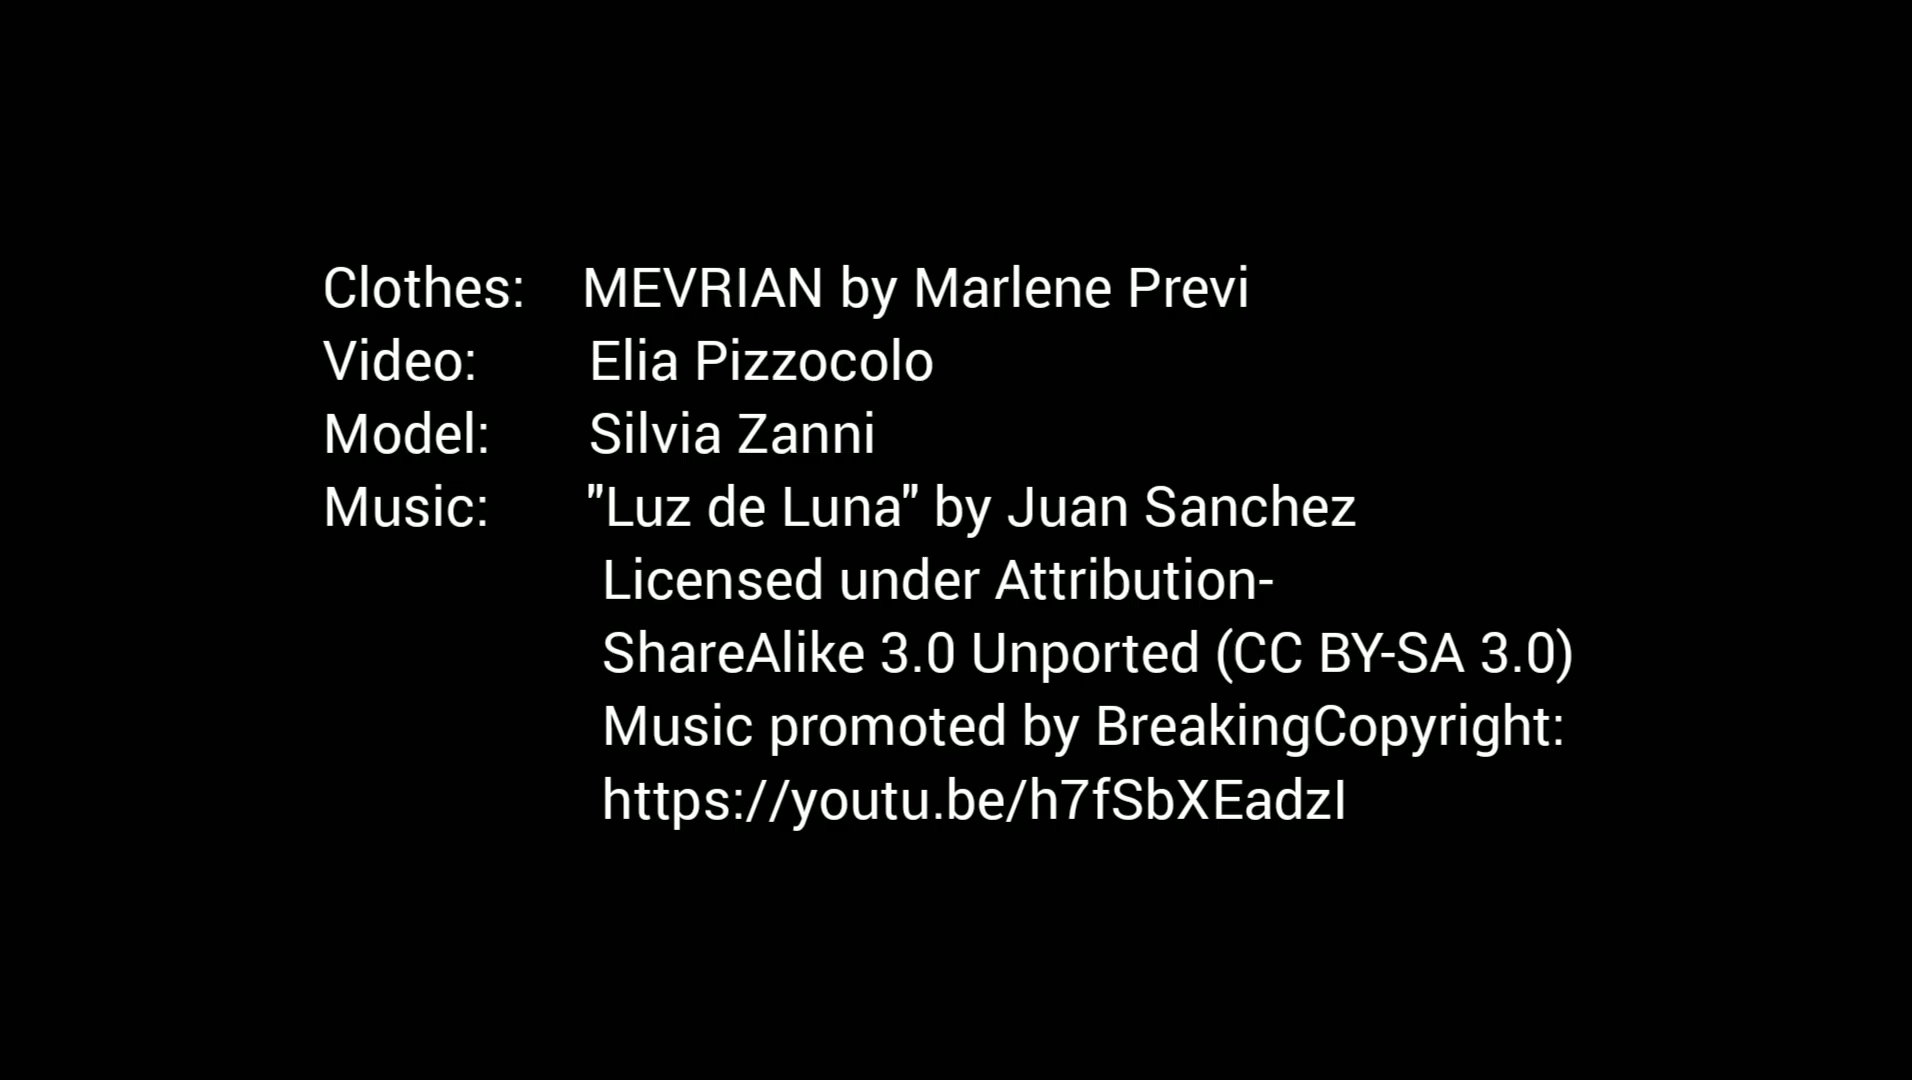 Clothes: MEVRIAN by Marlene Previ
Video: Elia Pizzocolo
Model: Silvia Zanni
Music: "Luz de Luna" by Juan Sanchez
Licensed under Attribution-
ShareAlike 3.0 Unported (CC BY-SA 3.0)
Music promoted by BreakingCopyright:
https://youtu.be/h7fSbXEadzI